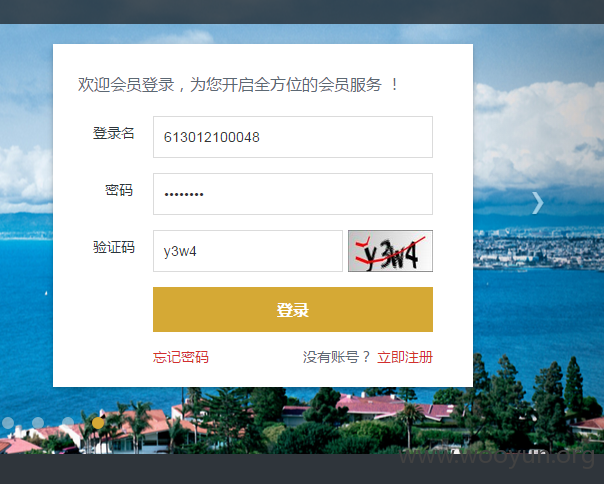 欢迎会员登录，为您开启全方位的会员服务 ！
登录名 613012100048
密码 ••••••••
验证码 y3w4 y3w4
登录
忘记密码 没有账号？ 立即注册
www.wooyun.org